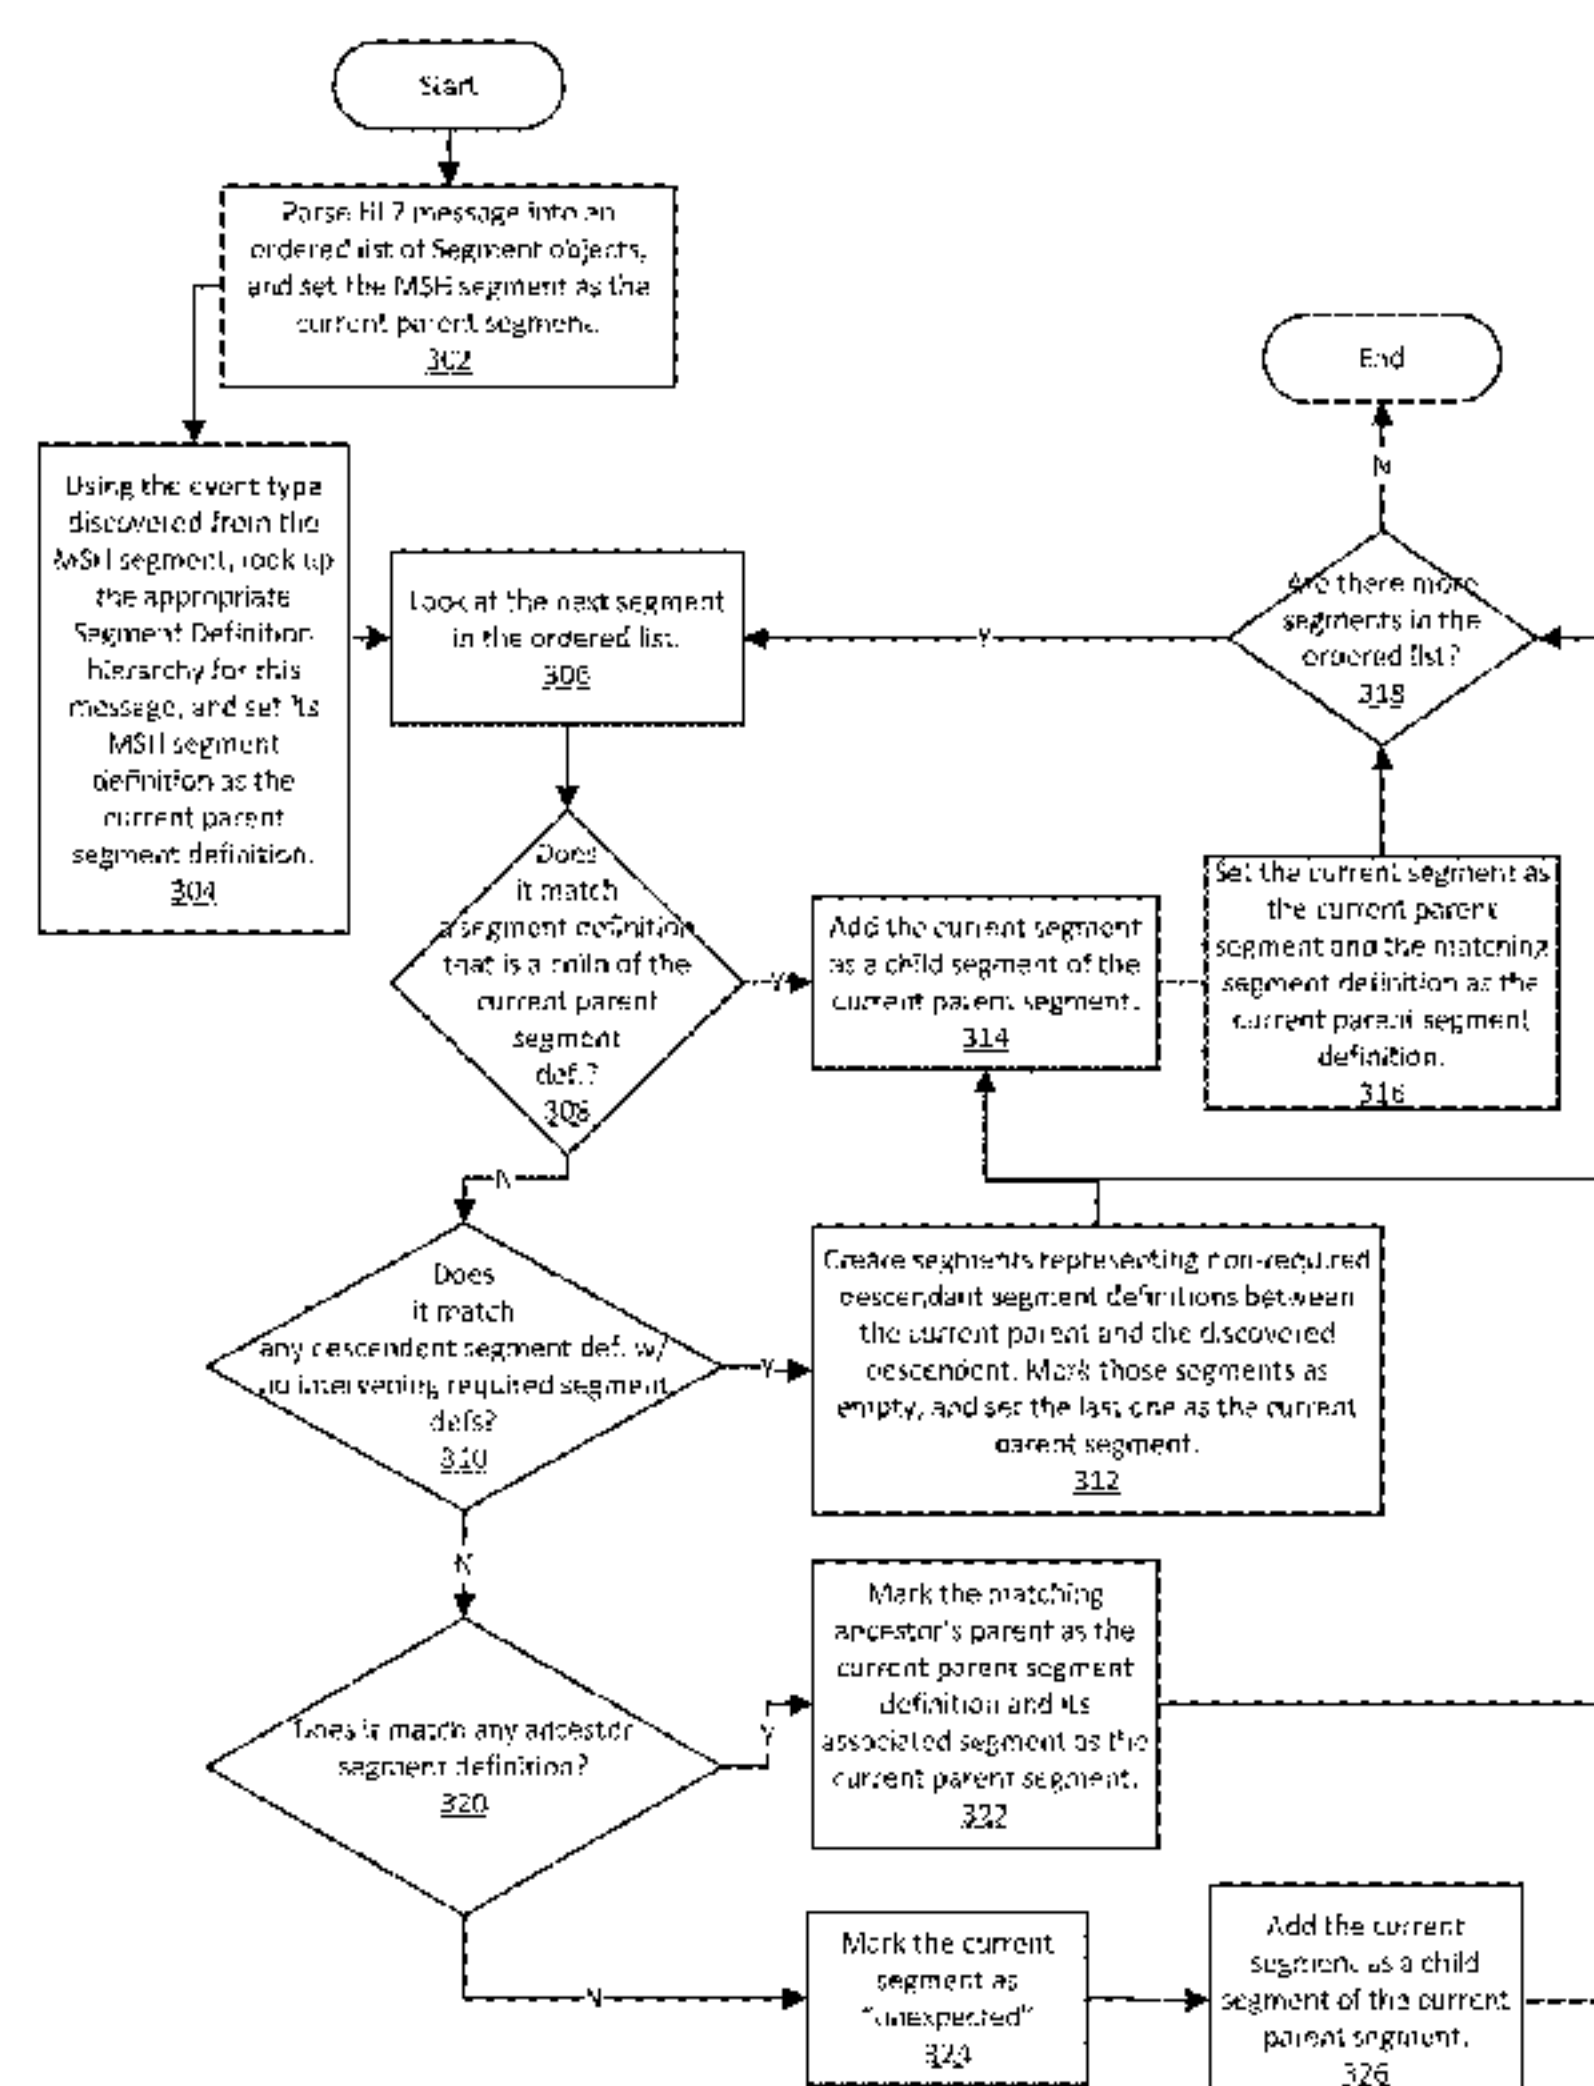 Start
Parse HL7 message into an
ordered list of Segment objects,
and set the MSH segment as the
current parent segment.
302
Using the event type
discovered from the
MSH segment, look up
the appropriate
Segment Definition
hierarchy for this
message, and set its
MSH segment
definition as the
current parent
segment definition.
304
Look at the next segment
in the ordered list.
306
Does
it match
a segment definition
that is a child of the
current parent
segment
def.?
308
Y
N
Add the current segment
as a child segment of the
current parent segment.
314
Set the current segment as
the current parent
segment and the matching
segment definition as the
current parent segment
definition.
316
Are there more
segments in the
ordered list?
318
Y
N
End
Does
it match
any descendent segment def. w/
no intervening required segment
defs?
310
Y
N
Create segments representing non-required
descendant segment definitions between
the current parent and the discovered
descendent. Mark those segments as
empty, and set the last one as the current
parent segment.
312
Does it match any ancestor
segment definition?
320
Y
N
Mark the matching
ancestor's parent as the
current parent segment
definition and its
associated segment as the
current parent segment.
322
Mark the current
segment as
"unexpected"
324
Add the current
segment as a child
segment of the current
parent segment.
326